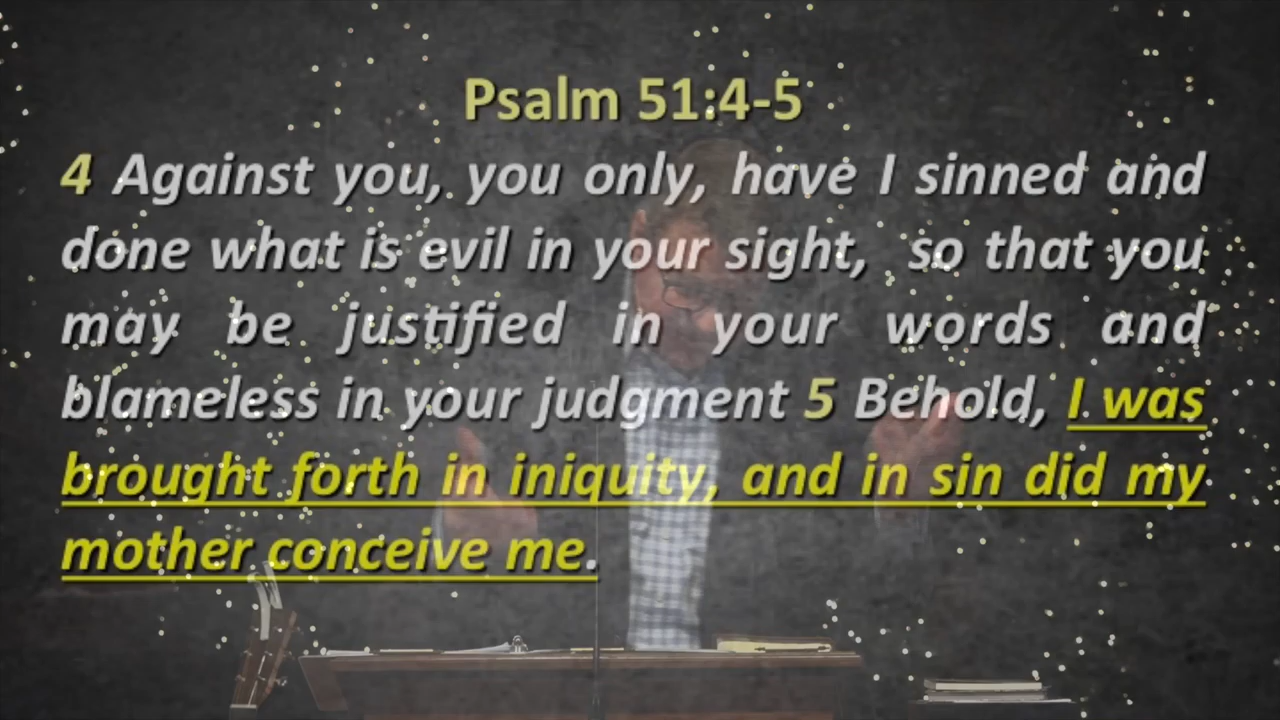 Psalm 51:4-5
4 Against you, you only, have I sinned and
done what is evil in your sight, so that you
may be justified in your words and
blameless in your judgment 5 Behold, I was
brought forth in iniquity, and in sin did my
mother conceive me.